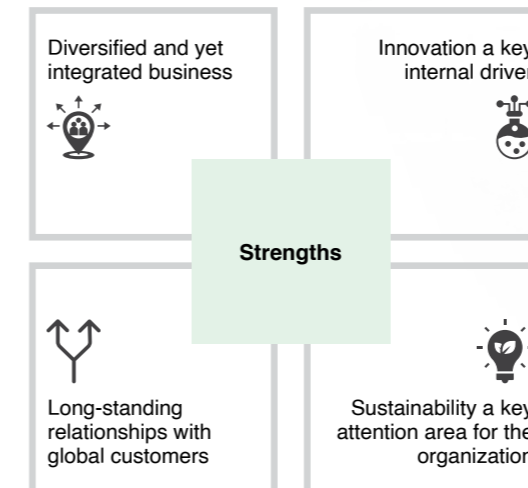 Diversified and yet
integrated business
Innovation a key
internal driver
Strengths
Long-standing
relationships with
global customers
Sustainability a key
attention area for the
organization